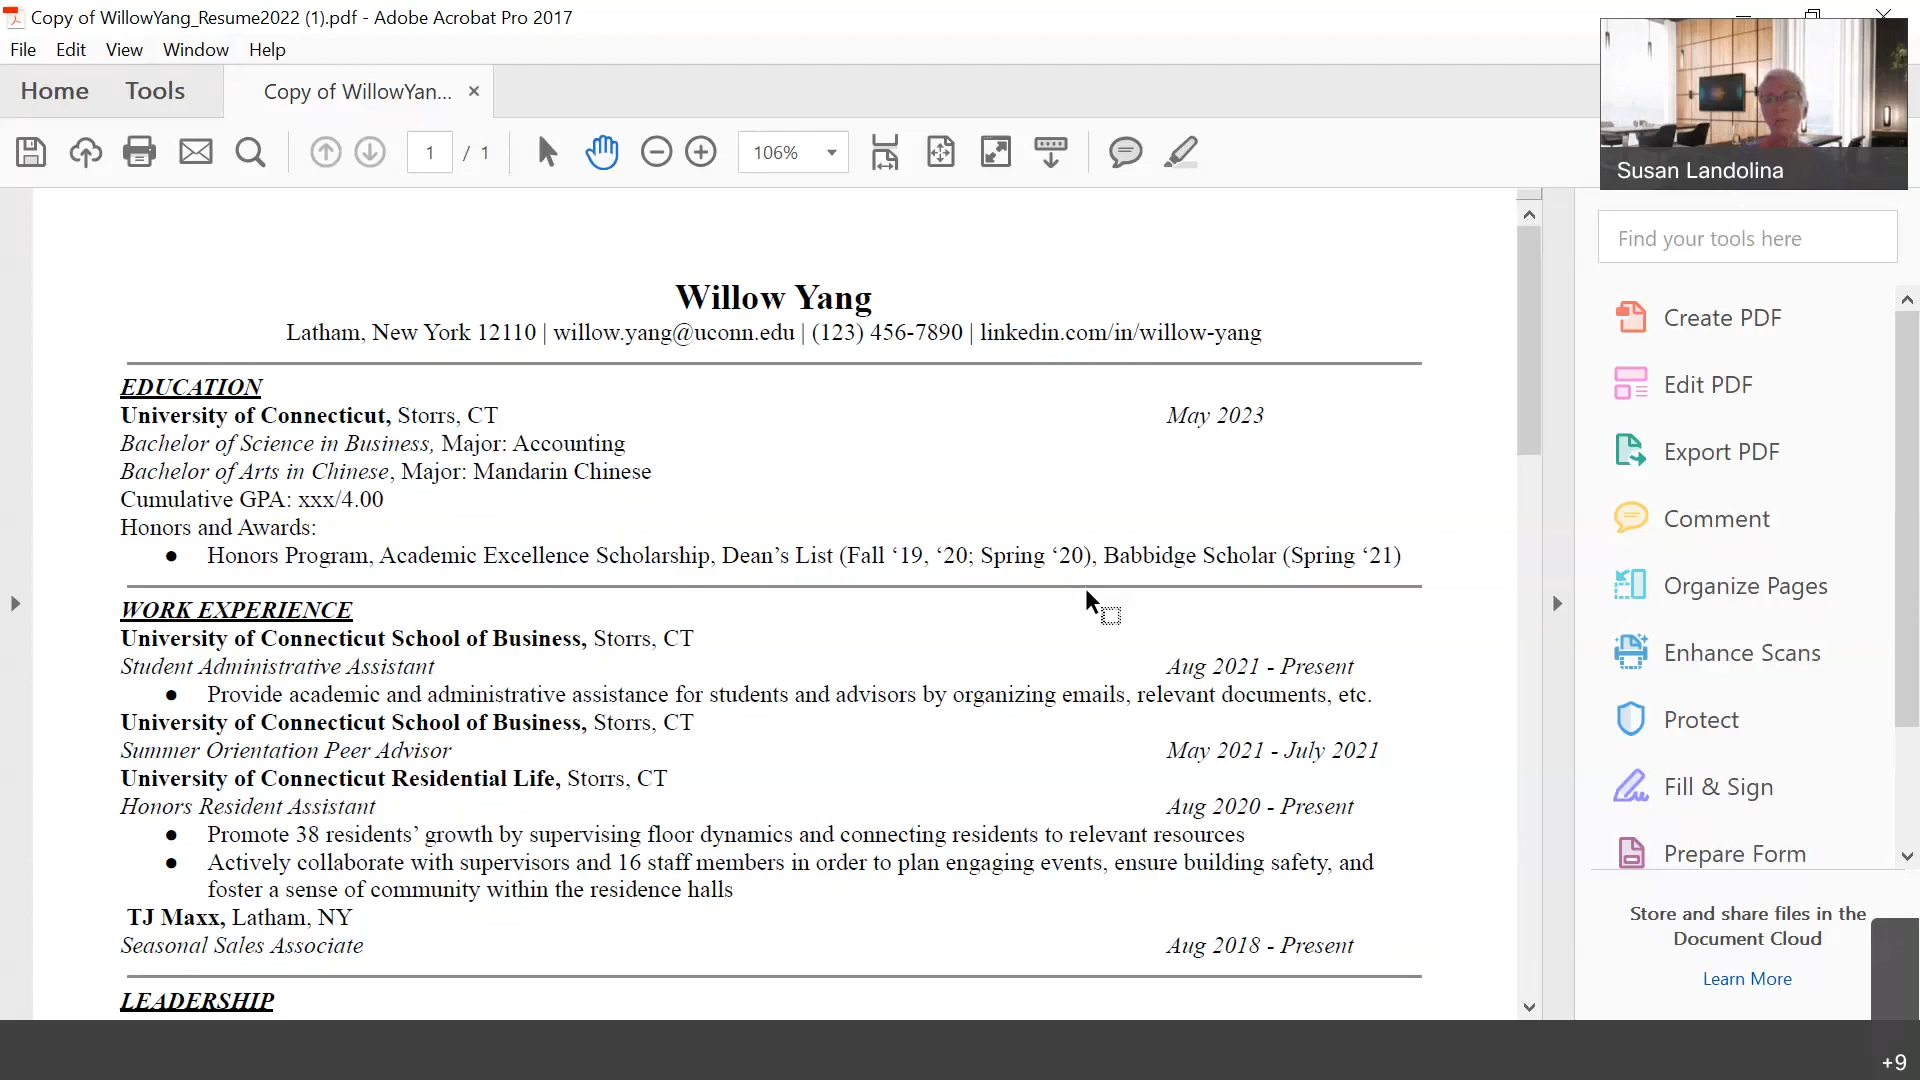 Copy of WillowYang_Resume2022 (1).pdf - Adobe Acrobat Pro 2017
File Edit View Window Help
Home Tools Copy of WillowYan... ×
1 / 1 106%
Susan Landolina
Find your tools here
Create PDF
Edit PDF
Export PDF
Comment
Organize Pages
Enhance Scans
Protect
Fill & Sign
Prepare Form
Store and share files in the
Document Cloud
Learn More
Willow Yang
Latham, New York 12110 | willow.yang@uconn.edu | (123) 456-7890 | linkedin.com/in/willow-yang
EDUCATION
University of Connecticut, Storrs, CT May 2023
Bachelor of Science in Business, Major: Accounting
Bachelor of Arts in Chinese, Major: Mandarin Chinese
Cumulative GPA: xxx/4.00
Honors and Awards:
● Honors Program, Academic Excellence Scholarship, Dean’s List (Fall ‘19, ‘20; Spring ‘20), Babbidge Scholar (Spring ‘21)
WORK EXPERIENCE
University of Connecticut School of Business, Storrs, CT
Student Administrative Assistant Aug 2021 - Present
● Provide academic and administrative assistance for students and advisors by organizing emails, relevant documents, etc.
University of Connecticut School of Business, Storrs, CT
Summer Orientation Peer Advisor May 2021 - July 2021
University of Connecticut Residential Life, Storrs, CT
Honors Resident Assistant Aug 2020 - Present
● Promote 38 residents’ growth by supervising floor dynamics and connecting residents to relevant resources
● Actively collaborate with supervisors and 16 staff members in order to plan engaging events, ensure building safety, and
foster a sense of community within the residence halls
TJ Maxx, Latham, NY
Seasonal Sales Associate Aug 2018 - Present
LEADERSHIP
+9